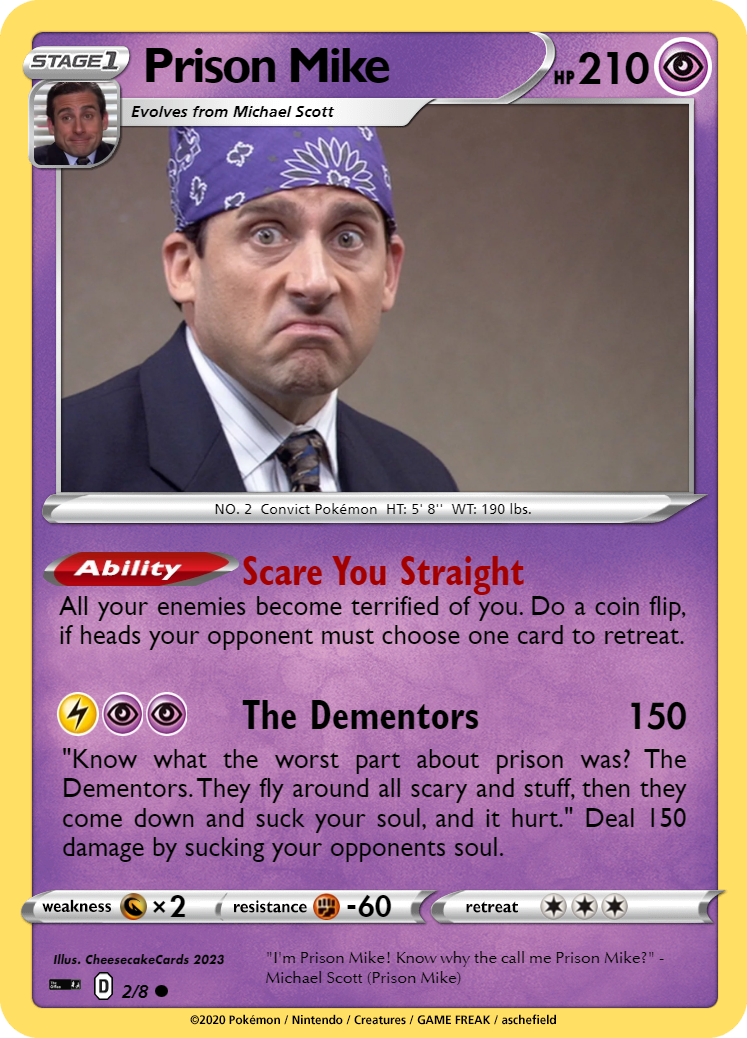 STAGE1
Prison Mike
HP 210
Evolves from Michael Scott
NO. 2 Convict Pokémon HT: 5' 8'' WT: 190 lbs.
Ability Scare You Straight
All your enemies become terrified of you. Do a coin flip,
if heads your opponent must choose one card to retreat.
The Dementors 150
"Know what the worst part about prison was? The
Dementors. They fly around all scary and stuff, then they
come down and suck your soul, and it hurt." Deal 150
damage by sucking your opponents soul.
weakness ×2 resistance -60 retreat
Illus. CheesecakeCards 2023
"I'm Prison Mike! Know why the call me Prison Mike?" -
Michael Scott (Prison Mike)
D 2/8
©2020 Pokémon / Nintendo / Creatures / GAME FREAK / aschefield